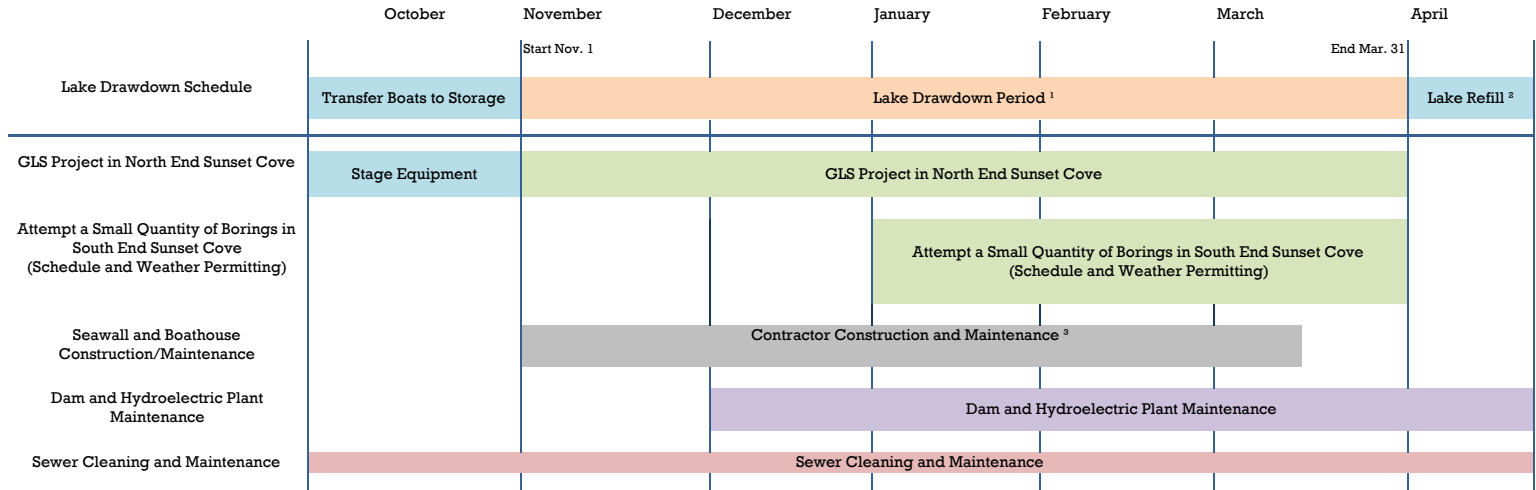 October November December January February March April
Start Nov. 1 End Mar. 31
Lake Drawdown Schedule
Transfer Boats to Storage Lake Drawdown Period ¹ Lake Refill ²
GLS Project in North End Sunset Cove
Stage Equipment GLS Project in North End Sunset Cove
Attempt a Small Quantity of Borings in
South End Sunset Cove
(Schedule and Weather Permitting)
Attempt a Small Quantity of Borings in South End Sunset Cove
(Schedule and Weather Permitting)
Seawall and Boathouse
Construction/Maintenance
Contractor Construction and Maintenance ³
Dam and Hydroelectric Plant
Maintenance
Dam and Hydroelectric Plant Maintenance
Sewer Cleaning and Maintenance
Sewer Cleaning and Maintenance